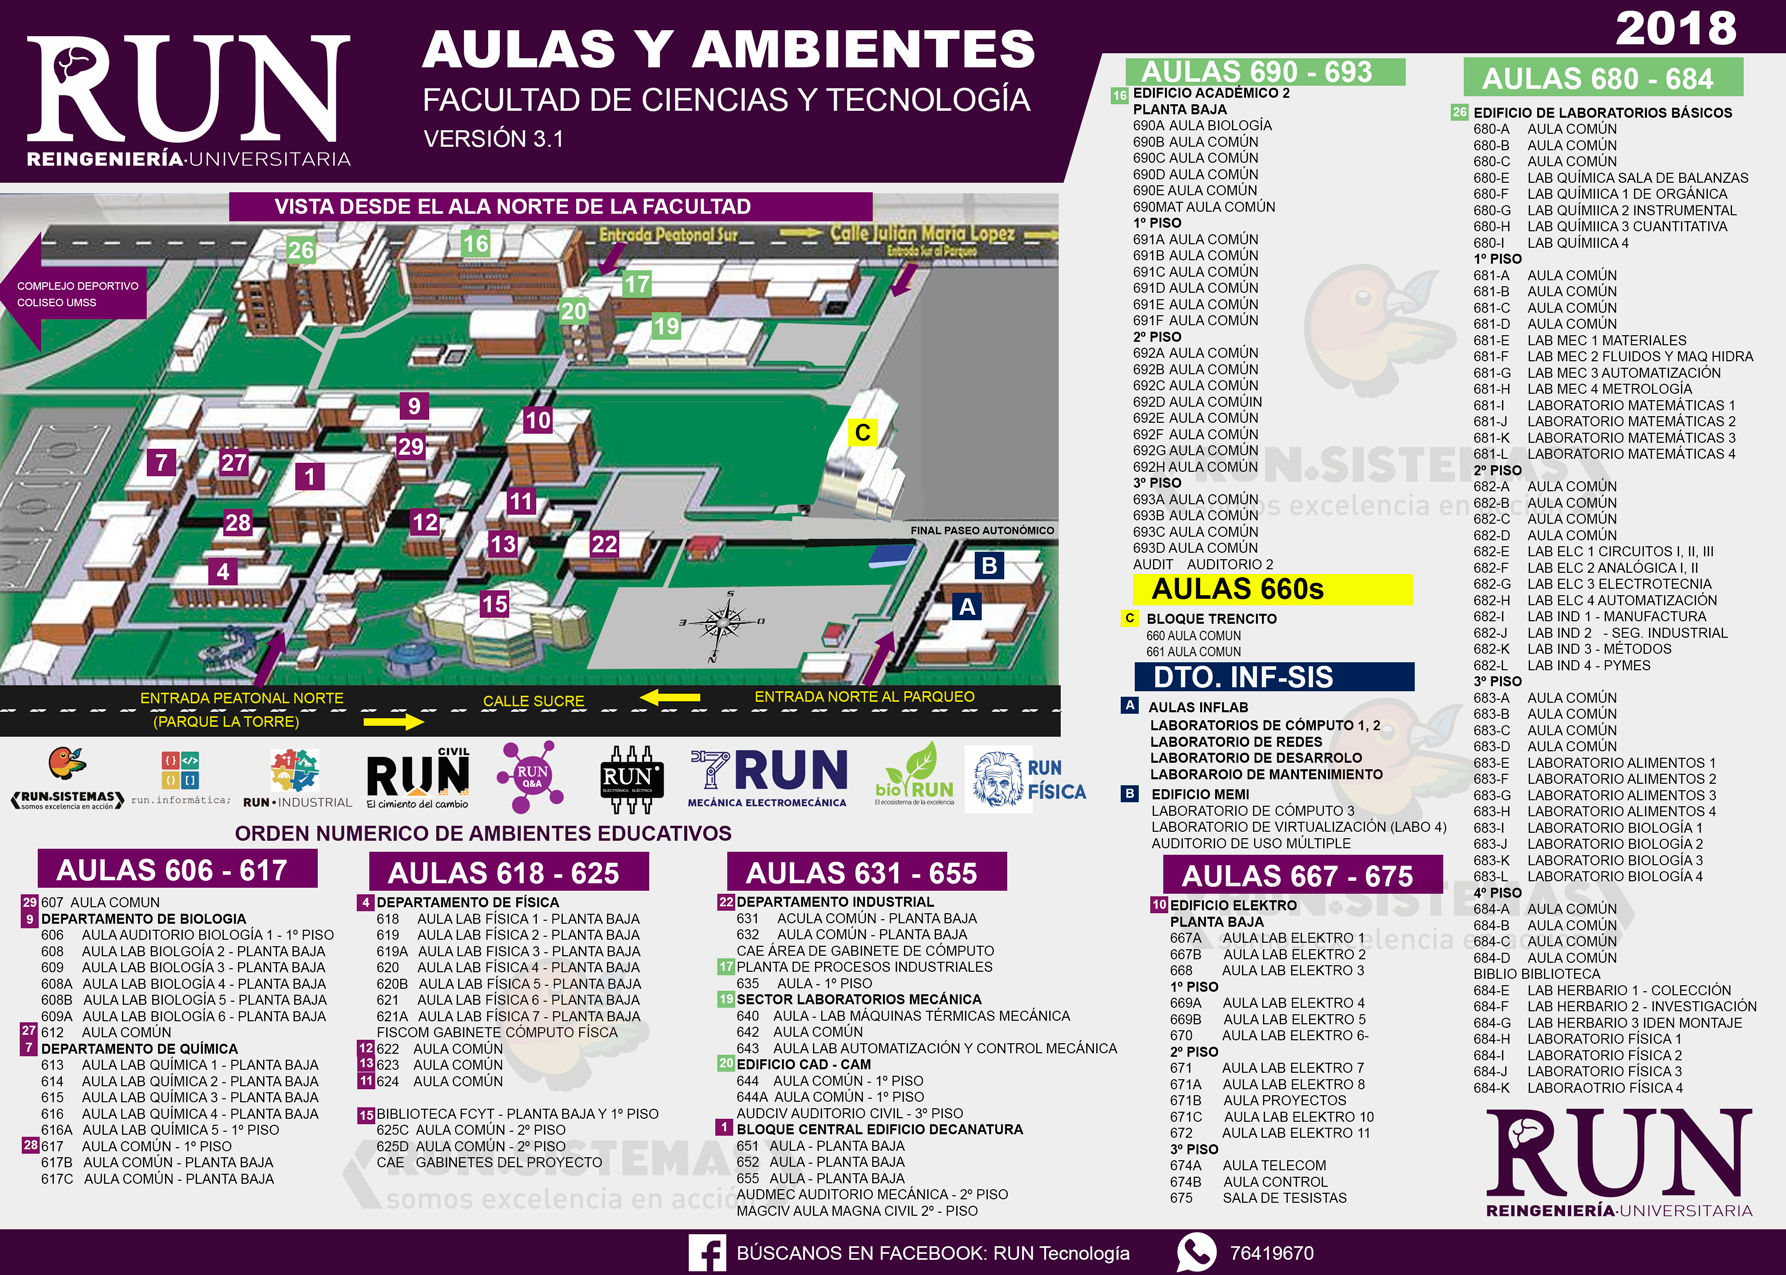 RUN
REINGENIERÍA·UNIVERSITARIA
AULAS Y AMBIENTES
FACULTAD DE CIENCIAS Y TECNOLOGÍA
VERSIÓN 3.1
2018
VISTA DESDE EL ALA NORTE DE LA FACULTAD
COMPLEJO DEPORTIVO
COLISEO UMSS
26
16
Entrada Peatonal Sur
Calle Julián María Lopez
Entrada Sur al Parqueo
17
20
19
9
10
C
29
7
27
1
11
28
12
13
22
FINAL PASEO AUTONÓMICO
B
4
15
A
S
E
O
N
ENTRADA PEATONAL NORTE
(PARQUE LA TORRE)
CALLE SUCRE
ENTRADA NORTE AL PARQUEO
RUN.SISTEMAS
somos excelencia en acción
run.informática;
RUN·INDUSTRIAL
CIVIL
RUN
El cimiento del cambio
RUN
Q&A
RUN
ELECTRÓNICA ELÉCTRICA
RUN
MECÁNICA ELECTROMECÁNICA
bio RUN
El ecosistema de la excelencia
RUN
FÍSICA
ORDEN NUMERICO DE AMBIENTES EDUCATIVOS
AULAS 606 - 617
29 607 AULA COMUN
9 DEPARTAMENTO DE BIOLOGIA
606 AULA AUDITORIO BIOLOGÍA 1 - 1º PISO
608 AULA LAB BIOLGOÍA 2 - PLANTA BAJA
609 AULA LAB BIOLOGÍA 3 - PLANTA BAJA
608A AULA LAB BIOLOGÍA 4 - PLANTA BAJA
608B AULA LAB BIOLOGÍA 5 - PLANTA BAJA
609A AULA LAB BIOLOGÍA 6 - PLANTA BAJA
27 612 AULA COMÚN
7 DEPARTAMENTO DE QUÍMICA
613 AULA LAB QUÍMICA 1 - PLANTA BAJA
614 AULA LAB QUÍMICA 2 - PLANTA BAJA
615 AULA LAB QUÍMICA 3 - PLANTA BAJA
616 AULA LAB QUÍMICA 4 - PLANTA BAJA
616A AULA LAB QUÍMICA 5 - 1º PISO
28 617 AULA COMÚN - 1º PISO
617B AULA COMÚN - PLANTA BAJA
617C AULA COMÚN - PLANTA BAJA
AULAS 618 - 625
4 DEPARTAMENTO DE FÍSICA
618 AULA LAB FÍSICA 1 - PLANTA BAJA
619 AULA LAB FÍSICA 2 - PLANTA BAJA
619A AULA LAB FISICA 3 - PLANTA BAJA
620 AULA LAB FÍSICA 4 - PLANTA BAJA
620B AULA LAB FÍSICA 5 - PLANTA BAJA
621 AULA LAB FÍSICA 6 - PLANTA BAJA
621A AULA LAB FÍSICA 7 - PLANTA BAJA
FISCOM GABINETE CÓMPUTO FÍSCA
12 622 AULA COMÚN
13 623 AULA COMÚN
11 624 AULA COMÚN
15 BIBLIOTECA FCYT - PLANTA BAJA Y 1º PISO
625C AULA COMÚN - 2º PISO
625D AULA COMÚN - 2º PISO
CAE GABINETES DEL PROYECTO
AULAS 631 - 655
22 DEPARTAMENTO INDUSTRIAL
631 ACULA COMÚN - PLANTA BAJA
632 AULA COMÚN - PLANTA BAJA
CAE ÁREA DE GABINETE DE CÓMPUTO
17 PLANTA DE PROCESOS INDUSTRIALES
635 AULA - 1º PISO
19 SECTOR LABORATORIOS MECÁNICA
640 AULA - LAB MÁQUINAS TÉRMICAS MECÁNICA
642 AULA COMÚN
643 AULA LAB AUTOMATIZACIÓN Y CONTROL MECÁNICA
20 EDIFICIO CAD - CAM
644 AULA COMÚN - 1º PISO
644A AULA COMÚN - 1º PISO
AUDCIV AUDITORIO CIVIL - 3º PISO
1 BLOQUE CENTRAL EDIFICIO DECANATURA
651 AULA - PLANTA BAJA
652 AULA - PLANTA BAJA
655 AULA - PLANTA BAJA
AUDMEC AUDITORIO MECÁNICA - 2º PISO
MAGCIV AULA MAGNA CIVIL 2º - PISO
AULAS 690 - 693
16 EDIFICIO ACADÉMICO 2
PLANTA BAJA
690A AULA BIOLOGÍA
690B AULA COMÚN
690C AULA COMÚN
690D AULA COMÚN
690E AULA COMÚN
690MAT AULA COMÚN
1º PISO
691A AULA COMÚN
691B AULA COMÚN
691C AULA COMÚN
691D AULA COMÚN
691E AULA COMÚN
691F AULA COMÚN
2º PISO
692A AULA COMÚN
692B AULA COMÚN
692C AULA COMÚN
692D AULA COMÚIN
692E AULA COMÚN
692F AULA COMÚN
692G AULA COMÚN
692H AULA COMÚN
3º PISO
693A AULA COMÚN
693B AULA COMÚN
693C AULA COMÚN
693D AULA COMÚN
AUDIT AUDITORIO 2
AULAS 660s
C BLOQUE TRENCITO
660 AULA COMUN
661 AULA COMUN
DTO. INF-SIS
A AULAS INFLAB
LABORATORIOS DE CÓMPUTO 1, 2
LABORATORIO DE REDES
LABORATORIO DE DESARROLO
LABORAROIO DE MANTENIMIENTO
B EDIFICIO MEMI
LABORATORIO DE CÓMPUTO 3
LABORATORIO DE VIRTUALIZACIÓN (LABO 4)
AUDITORIO DE USO MÚLTIPLE
AULAS 667 - 675
10 EDIFICIO ELEKTRO
PLANTA BAJA
667A AULA LAB ELEKTRO 1
667B AULA LAB ELEKTRO 2
668 AULA LAB ELEKTRO 3
1º PISO
669A AULA LAB ELEKTRO 4
669B AULA LAB ELEKTRO 5
670 AULA LAB ELEKTRO 6-
2º PISO
671 AULA LAB ELEKTRO 7
671A AULA LAB ELEKTRO 8
671B AULA PROYECTOS
671C AULA LAB ELEKTRO 10
672 AULA LAB ELEKTRO 11
3º PISO
674A AULA TELECOM
674B AULA CONTROL
675 SALA DE TESISTAS
AULAS 680 - 684
26 EDIFICIO DE LABORATORIOS BÁSICOS
680-A AULA COMÚN
680-B AULA COMÚN
680-C AULA COMÚN
680-E LAB QUÍMICA SALA DE BALANZAS
680-F LAB QUÍMIICA 1 DE ORGÁNICA
680-G LAB QUÍMIICA 2 INSTRUMENTAL
680-H LAB QUÍMIICA 3 CUANTITATIVA
680-I LAB QUÍMIICA 4
1º PISO
681-A AULA COMÚN
681-B AULA COMÚN
681-C AULA COMÚN
681-D AULA COMÚN
681-E LAB MEC 1 MATERIALES
681-F LAB MEC 2 FLUIDOS Y MAQ HIDRA
681-G LAB MEC 3 AUTOMATIZACIÓN
681-H LAB MEC 4 METROLOGÍA
681-I LABORATORIO MATEMÁTICAS 1
681-J LABORATORIO MATEMÁTICAS 2
681-K LABORATORIO MATEMÁTICAS 3
681-L LABORATORIO MATEMÁTICAS 4
2º PISO
682-A AULA COMÚN
682-B AULA COMÚN
682-C AULA COMÚN
682-D AULA COMÚN
682-E LAB ELC 1 CIRCUITOS I, II, III
682-F LAB ELC 2 ANALÓGICA I, II
682-G LAB ELC 3 ELECTROTECNIA
682-H LAB ELC 4 AUTOMATIZACIÓN
682-I LAB IND 1 - MANUFACTURA
682-J LAB IND 2 - SEG. INDUSTRIAL
682-K LAB IND 3 - MÉTODOS
682-L LAB IND 4 - PYMES
3º PISO
683-A AULA COMÚN
683-B AULA COMÚN
683-C AULA COMÚN
683-D AULA COMÚN
683-E LABORATORIO ALIMENTOS 1
683-F LABORATORIO ALIMENTOS 2
683-G LABORATORIO ALIMENTOS 3
683-H LABORATORIO ALIMENTOS 4
683-I LABORATORIO BIOLOGÍA 1
683-J LABORATORIO BIOLOGÍA 2
683-K LABORATORIO BIOLOGÍA 3
683-L LABORATORIO BIOLOGÍA 4
4º PISO
684-A AULA COMÚN
684-B AULA COMÚN
684-C AULA COMÚN
684-D AULA COMÚN
BIBLIO BIBLIOTECA
684-E LAB HERBARIO 1 - COLECCIÓN
684-F LAB HERBARIO 2 - INVESTIGACIÓN
684-G LAB HERBARIO 3 IDEN MONTAJE
684-H LABORATORIO FÍSICA 1
684-I LABORATORIO FÍSICA 2
684-J LABORATORIO FÍSICA 3
684-K LABORAOTRIO FÍSICA 4
RUN.SISTEMAS
somos excelencia en acción
RUN.SISTEMAS
somos excelencia en acción
RUN.SISTEMAS
somos excelencia en acción
RUN
REINGENIERÍA·UNIVERSITARIA
BÚSCANOS EN FACEBOOK: RUN Tecnología
76419670